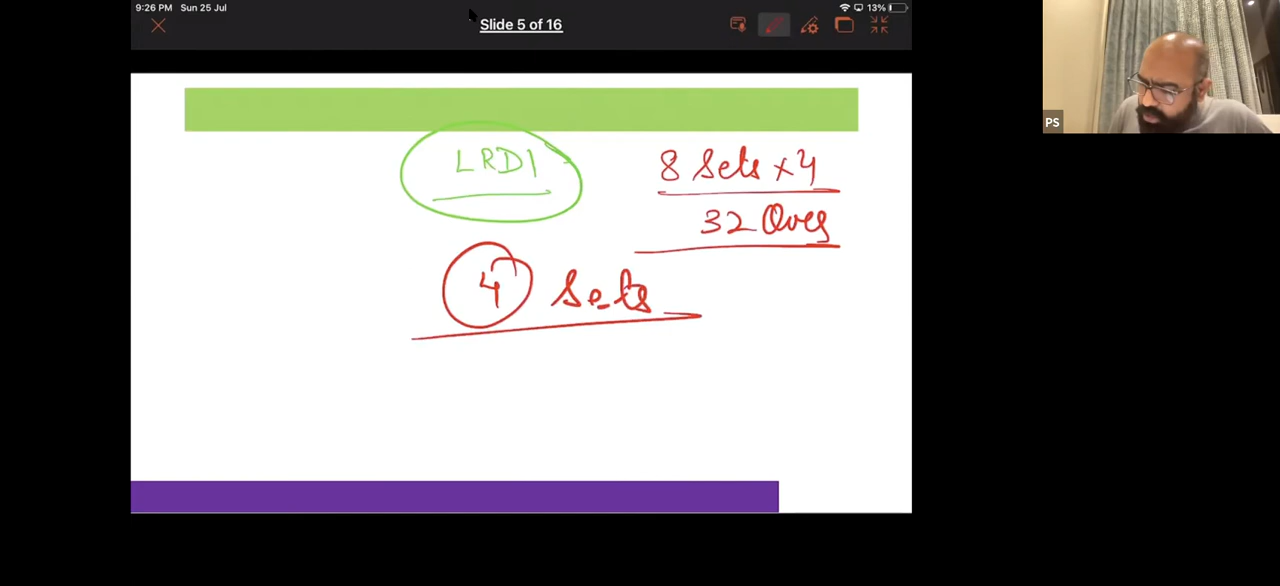 9:26 PM Sun 25 Jul
13%
Slide 5 of 16
PS
LRDI
8 Sets x 4
32 Ques
4 Sets